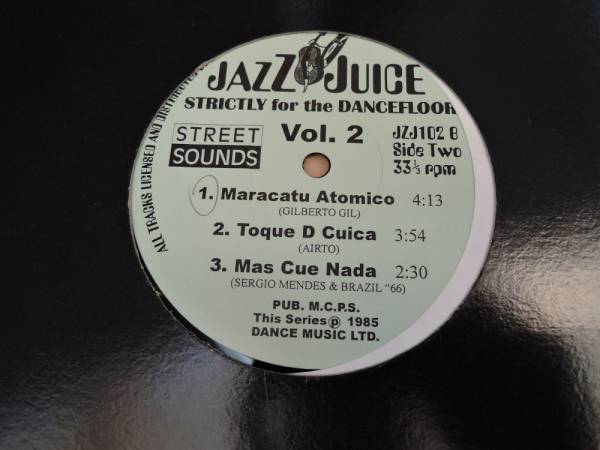 JAZZ JUICE
STRICTLY for the DANCEFLOOR
STREET
SOUNDS
Vol. 2
JZJ102 B
Side Two
33 1/3 rpm
1. Maracatu Atomico 4:13
(GILBERTO GIL)
2. Toque D Cuica 3:54
(AIRTO)
3. Mas Cue Nada 2:30
(SERGIO MENDES & BRAZIL "66)
PUB. M.C.P.S.
This Series ℗ 1985
DANCE MUSIC LTD.
ALL TRACKS LICENSED AND DISTRIBUTED